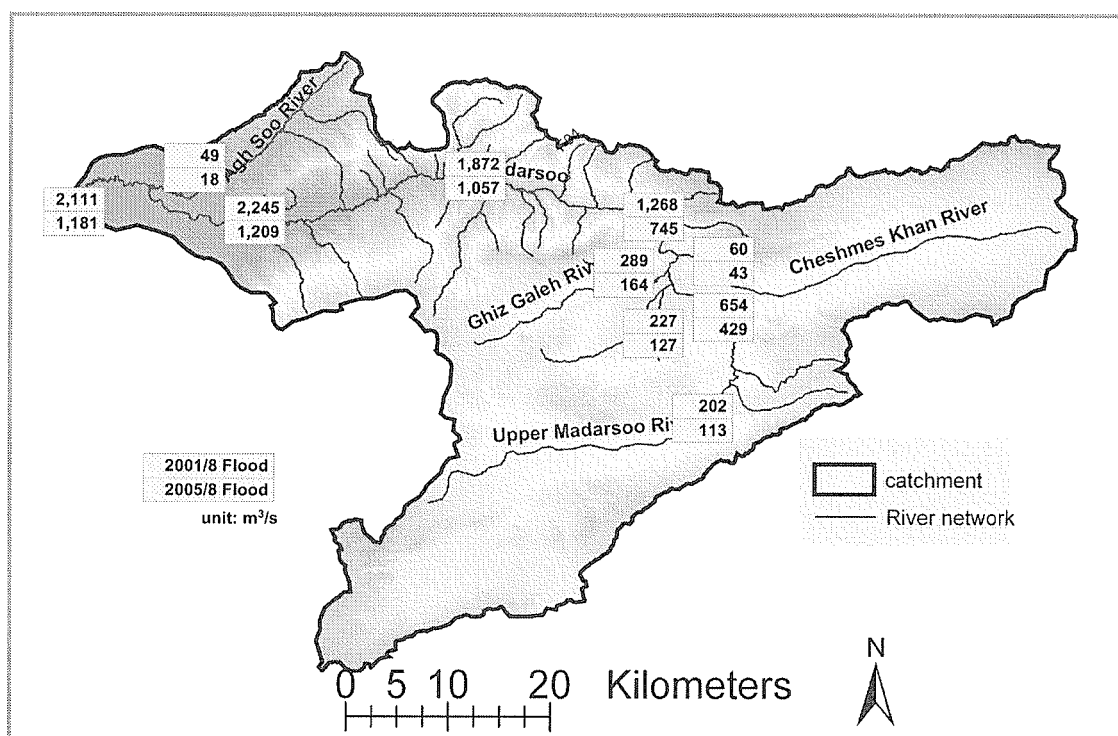 Agh Soo River
49
18
2,111
1,181
2,245
1,209
1,872
1,057
darsoo
1,268
745
60
43
Cheshmes Khan River
289
164
Ghiz Galeh Riv
654
429
227
127
202
113
Upper Madarsoo Ri
2001/8 Flood
2005/8 Flood
unit: m³/s
catchment
River network
N
0 5 10 20 Kilometers